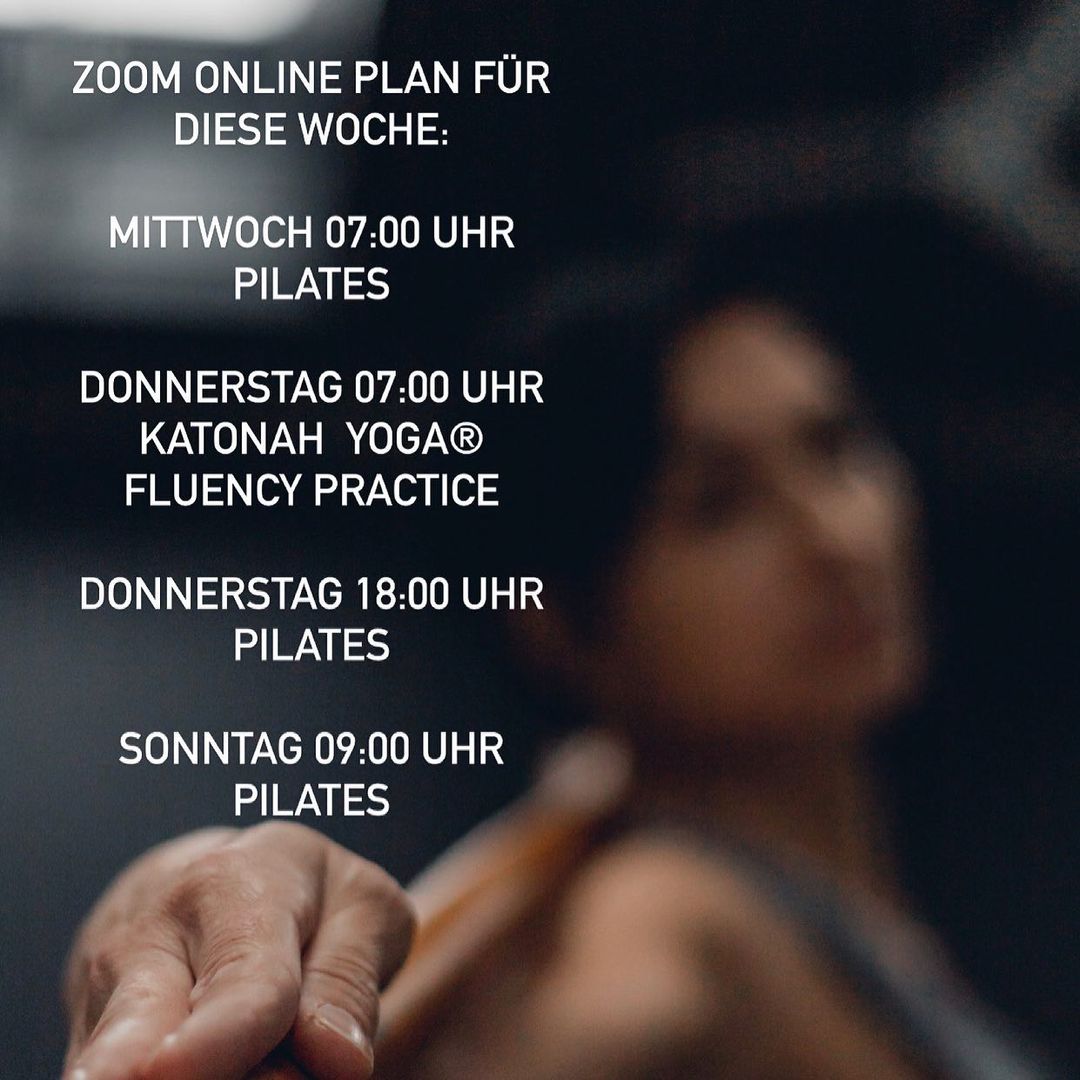 ZOOM ONLINE PLAN FÜR
DIESE WOCHE:
MITTWOCH 07:00 UHR
PILATES
DONNERSTAG 07:00 UHR
KATONAH YOGA®
FLUENCY PRACTICE
DONNERSTAG 18:00 UHR
PILATES
SONNTAG 09:00 UHR
PILATES